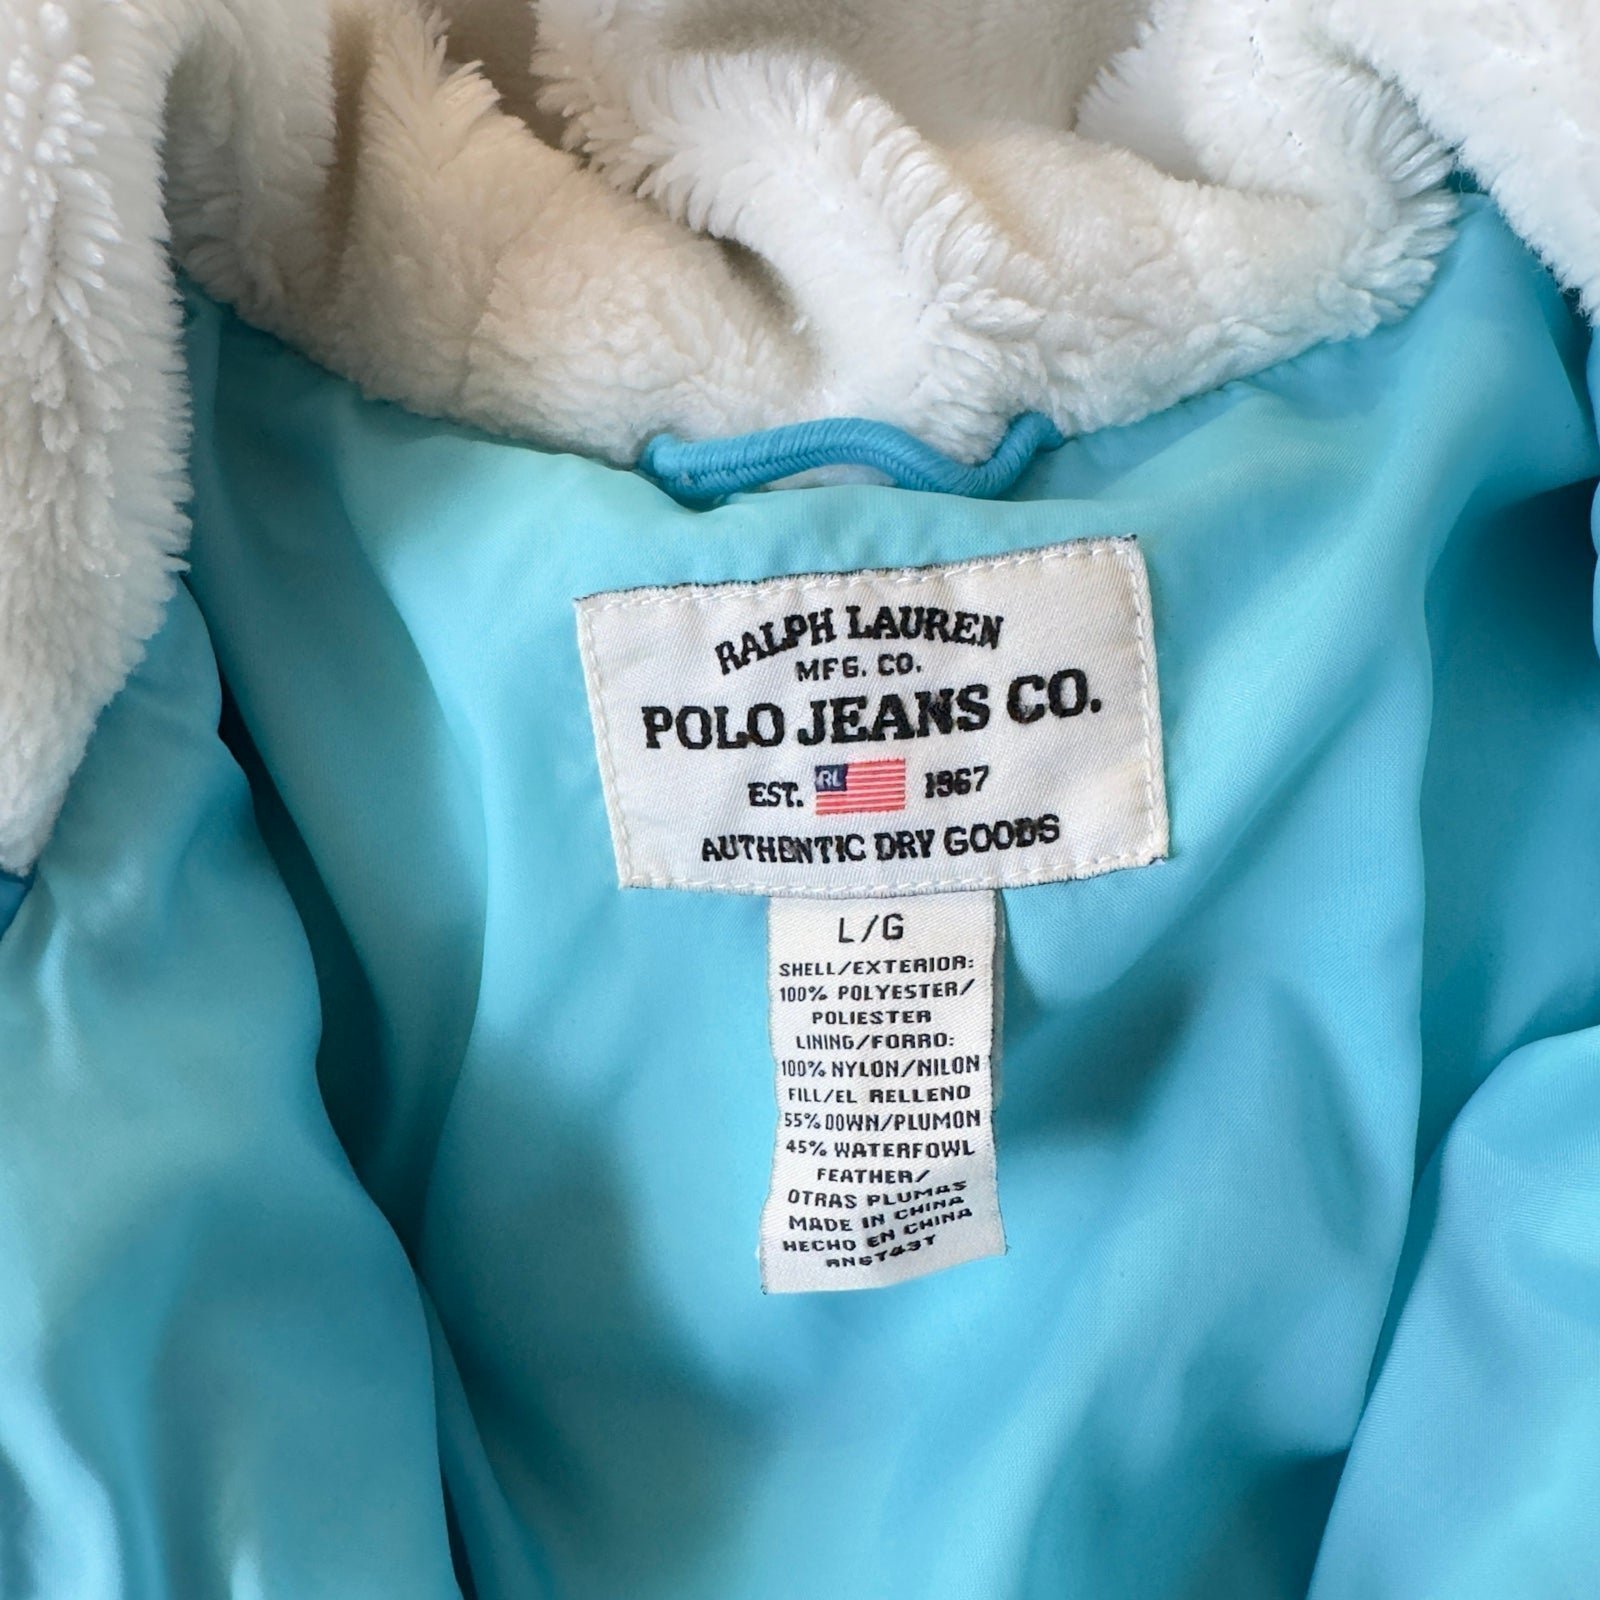 RALPH LAUREN
MFG. CO.
POLO JEANS CO.
EST. RL 1967
AUTHENTIC DRY GOODS
L/G
SHELL/EXTERIOR:
100% POLYESTER/
POLIESTER
LINING/FORRO:
100% NYLON/NILON
FILL/EL RELLENO
55% DOWN/PLUMON
45% WATERFOWL
FEATHER/
OTRAS PLUMAS
MADE IN CHINA
HECHO EN CHINA